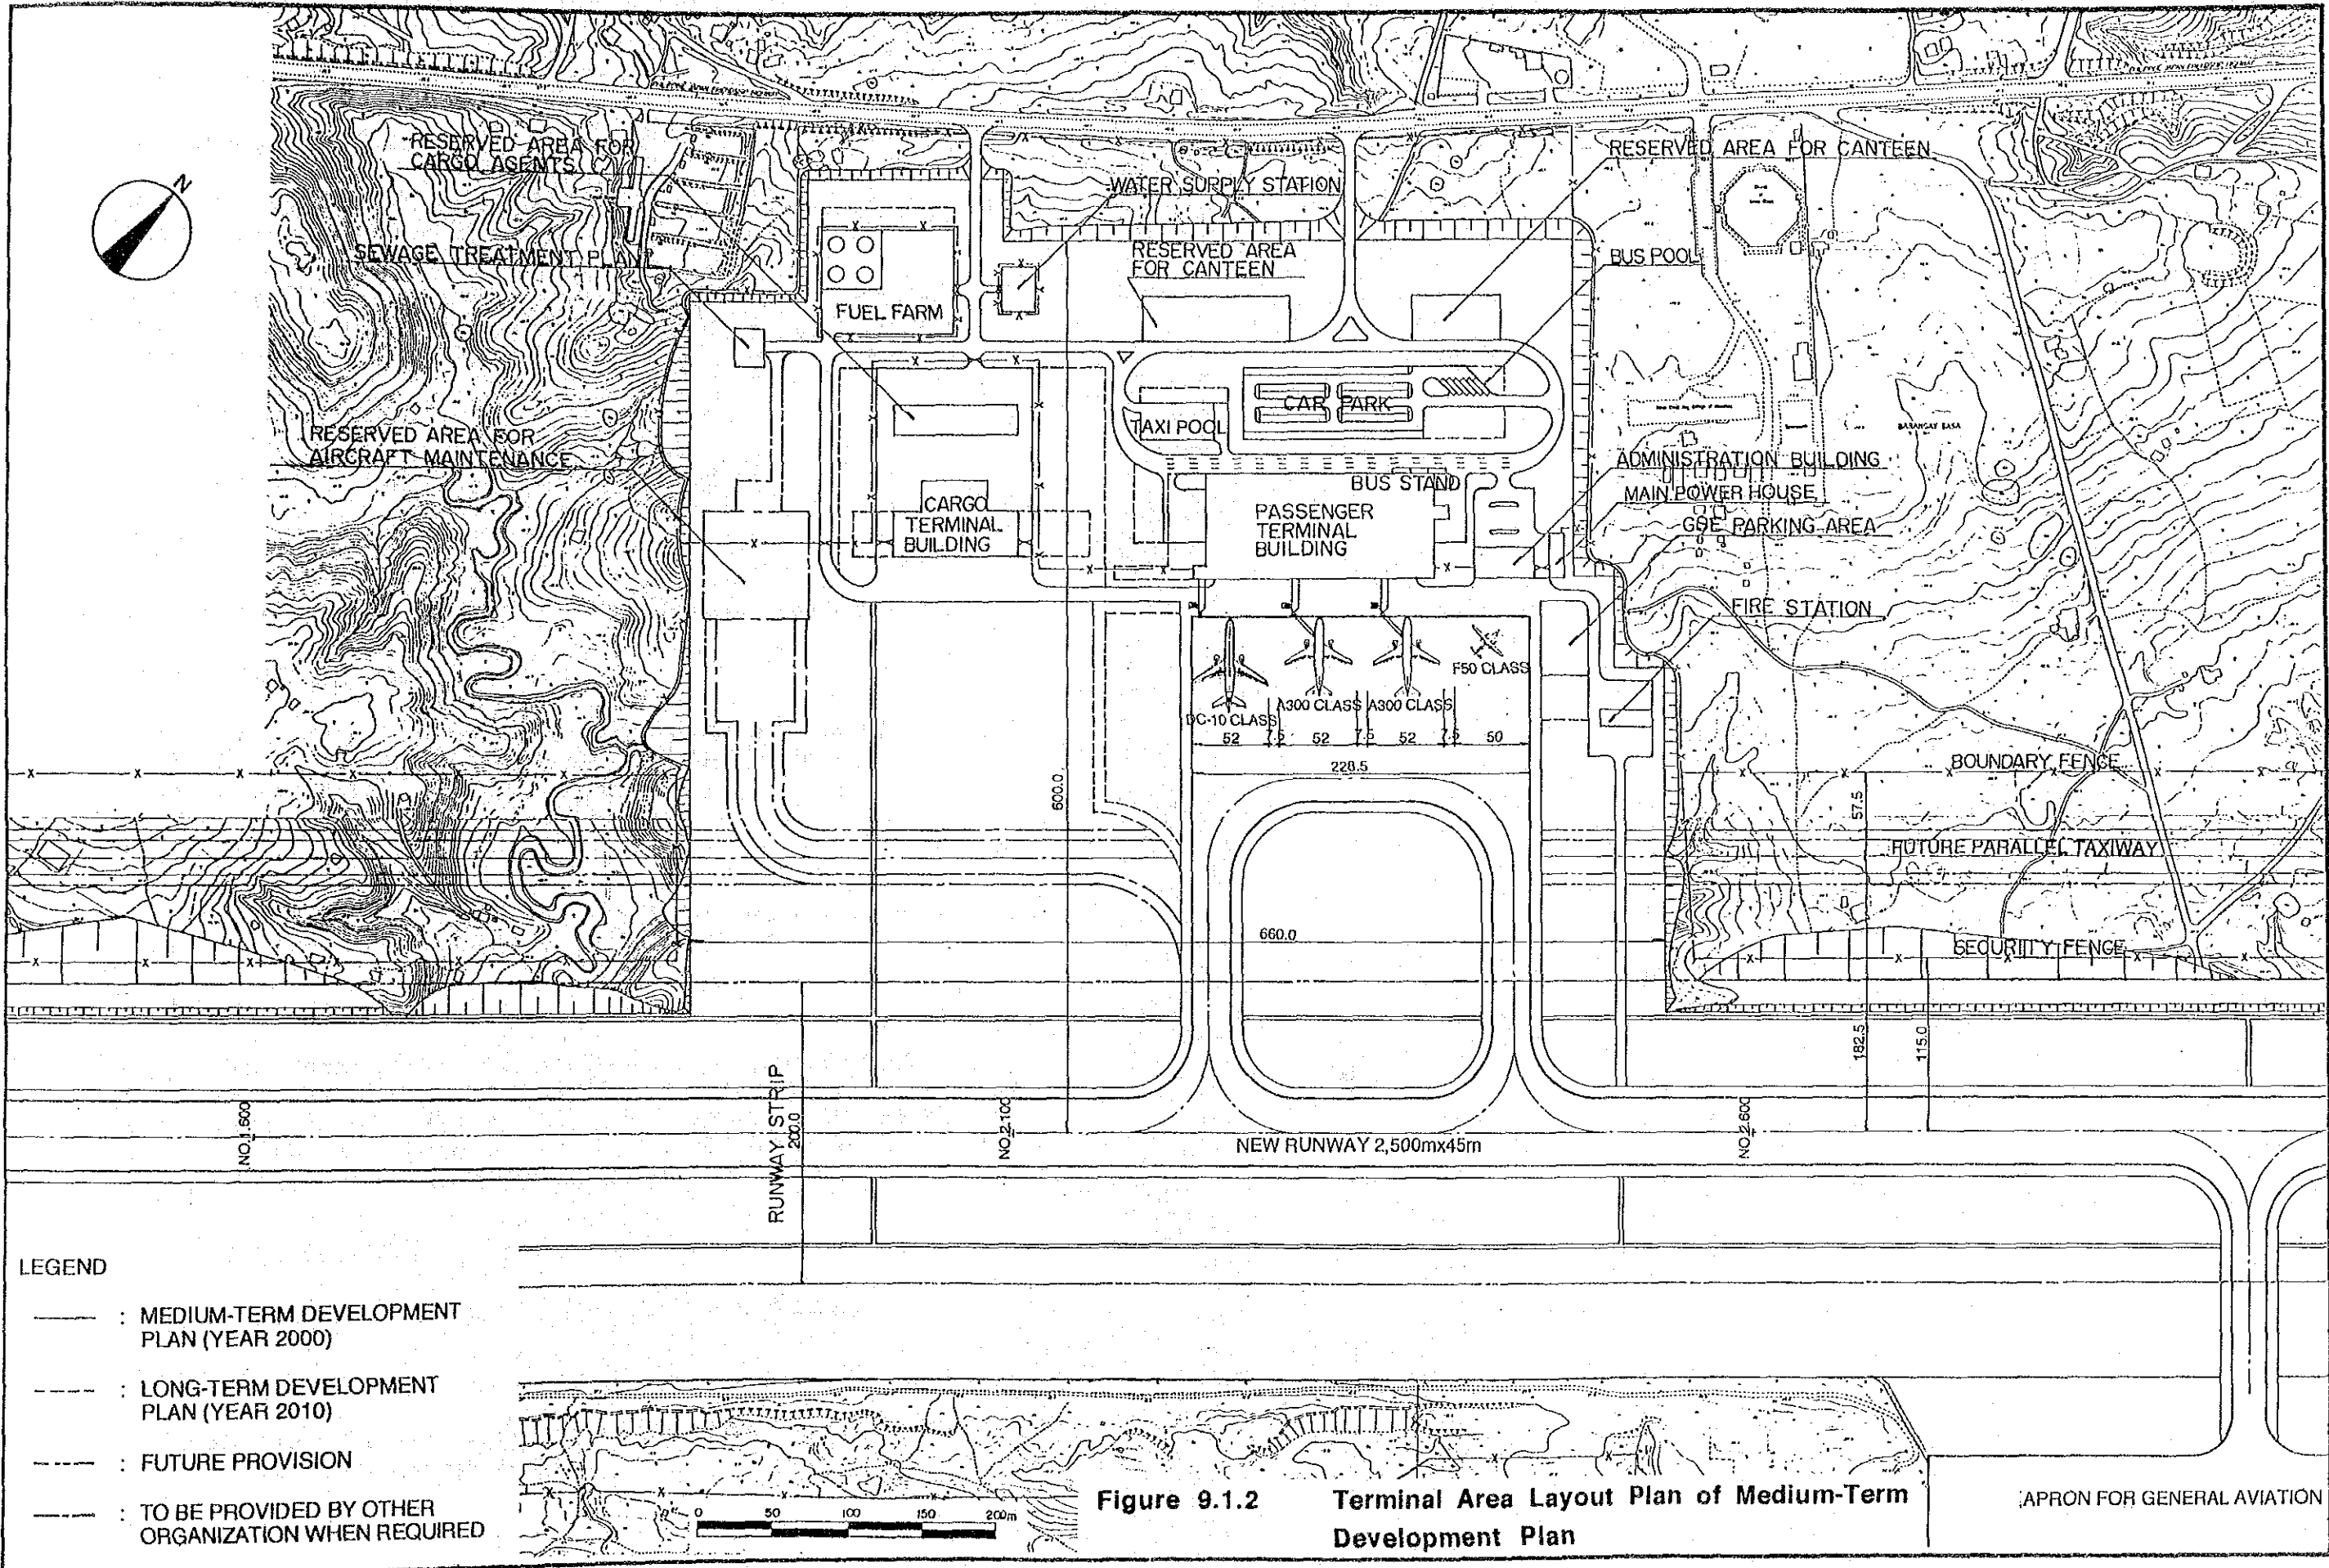 N
RESERVED AREA FOR
CARGO AGENTS
SEWAGE TREATMENT PLANT
RESERVED AREA FOR
AIRCRAFT MAINTENANCE
FUEL FARM
WATER SUPPLY STATION
RESERVED AREA
FOR CANTEEN
RESERVED AREA FOR CANTEEN
BUS POOL
CAR PARK
TAXI POOL
BARANGAY BASA
BUS STAND
CARGO
TERMINAL
BUILDING
PASSENGER
TERMINAL
BUILDING
ADMINISTRATION BUILDING
MAIN POWER HOUSE
GSE PARKING AREA
FIRE STATION
F50 CLASS
DC-10 CLASS
A300 CLASS
A300 CLASS
52
7.5
52
7.5
52
7.5
50
228.5
600.0
660.0
BOUNDARY FENCE
57.5
FUTURE PARALLEL TAXIWAY
SECURITY FENCE
182.5
115.0
NO.1.600
RUNWAY STRIP
200.0
NO.2.100
NEW RUNWAY 2,500mx45m
NO.2.600
LEGEND
: MEDIUM-TERM DEVELOPMENT
PLAN (YEAR 2000)
: LONG-TERM DEVELOPMENT
PLAN (YEAR 2010)
: FUTURE PROVISION
: TO BE PROVIDED BY OTHER
ORGANIZATION WHEN REQUIRED
0 50 100 150 200m
Figure 9.1.2 Terminal Area Layout Plan of Medium-Term
Development Plan
APRON FOR GENERAL AVIATION